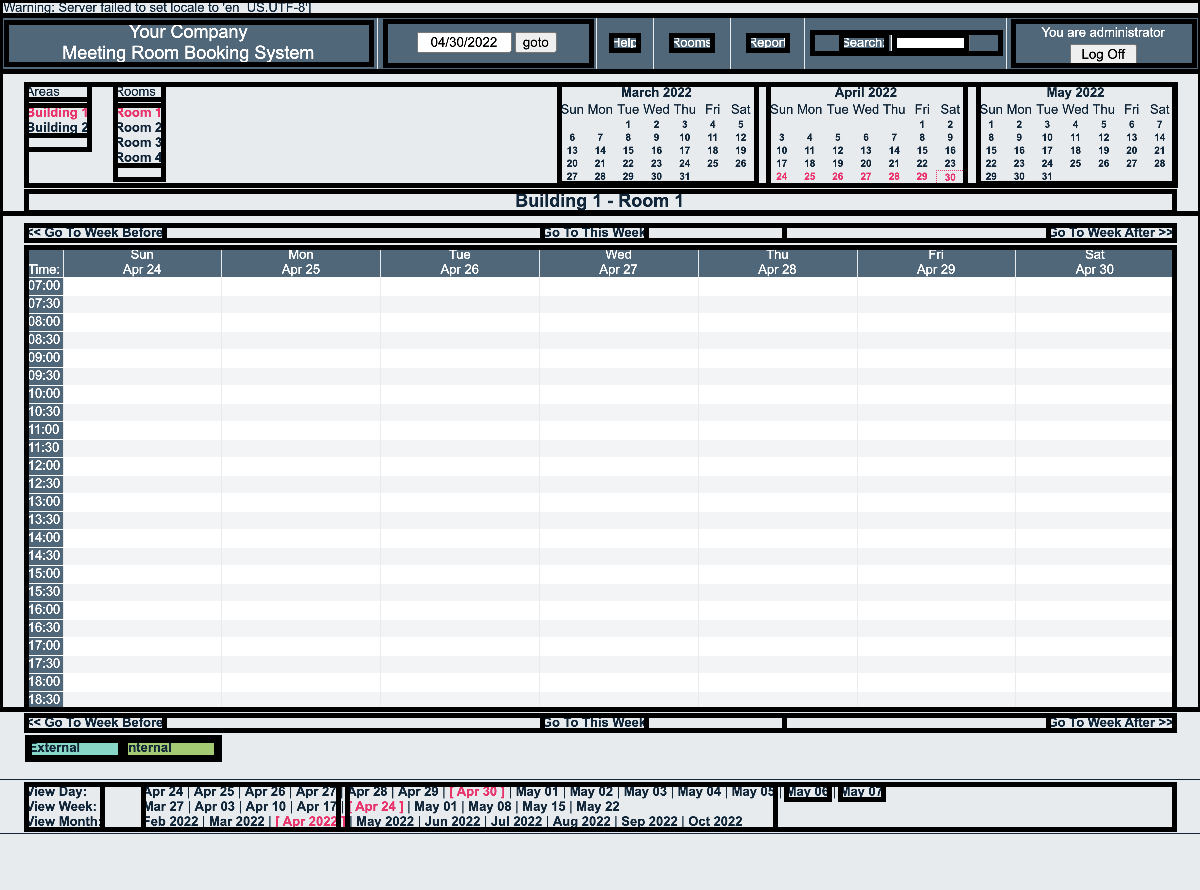 Warning: Server failed to set locale to 'en_US.UTF-8']
Your Company
Meeting Room Booking System
04/30/2022 goto
Help
Rooms
Report
Search:
You are administrator
Log Off
Areas
Building 1
Building 2
Rooms
Room 1
Room 2
Room 3
Room 4
March 2022
Sun Mon Tue Wed Thu Fri Sat
1 2 3 4 5
6 7 8 9 10 11 12
13 14 15 16 17 18 19
20 21 22 23 24 25 26
27 28 29 30 31
April 2022
Sun Mon Tue Wed Thu Fri Sat
1 2
3 4 5 6 7 8 9
10 11 12 13 14 15 16
17 18 19 20 21 22 23
24 25 26 27 28 29 30
May 2022
Sun Mon Tue Wed Thu Fri Sat
1 2 3 4 5 6 7
8 9 10 11 12 13 14
15 16 17 18 19 20 21
22 23 24 25 26 27 28
29 30 31
Building 1 - Room 1
<< Go To Week Before Go To This Week Go To Week After >>
Sun Mon Tue Wed Thu Fri Sat
Time: Apr 24 Apr 25 Apr 26 Apr 27 Apr 28 Apr 29 Apr 30
07:00
07:30
08:00
08:30
09:00
09:30
10:00
10:30
11:00
11:30
12:00
12:30
13:00
13:30
14:00
14:30
15:00
15:30
16:00
16:30
17:00
17:30
18:00
18:30
<< Go To Week Before Go To This Week Go To Week After >>
External Internal
View Day: Apr 24 | Apr 25 | Apr 26 | Apr 27 | Apr 28 | Apr 29 | [ Apr 30 ] | May 01 | May 02 | May 03 | May 04 | May 05 | May 06 | May 07
View Week: Mar 27 | Apr 03 | Apr 10 | Apr 17 | [ Apr 24 ] | May 01 | May 08 | May 15 | May 22
View Month: Feb 2022 | Mar 2022 | [ Apr 2022 ] | May 2022 | Jun 2022 | Jul 2022 | Aug 2022 | Sep 2022 | Oct 2022